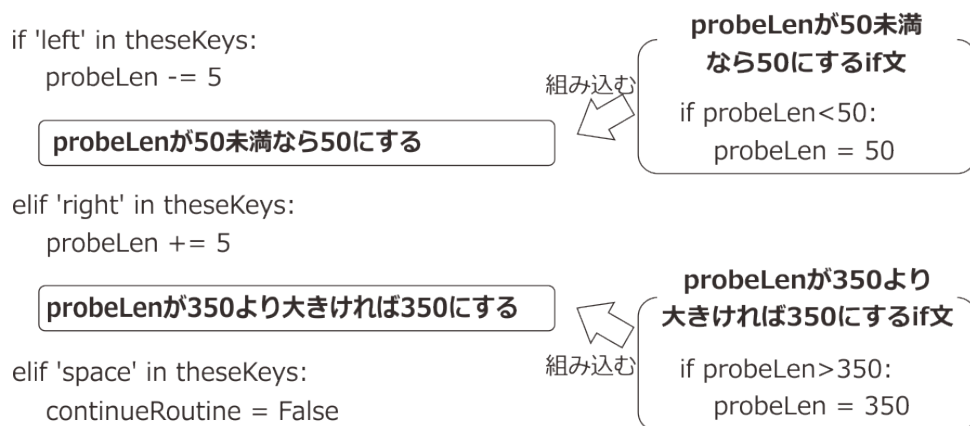 if 'left' in theseKeys:
probeLen -= 5
probeLenが50未満なら50にする
elif 'right' in theseKeys:
probeLen += 5
probeLenが350より大きければ350にする
elif 'space' in theseKeys:
continueRoutine = False
組み込む
probeLenが50未満
なら50にするif文
if probeLen<50:
probeLen = 50
組み込む
probeLenが350より
大きければ350にするif文
if probeLen>350:
probeLen = 350